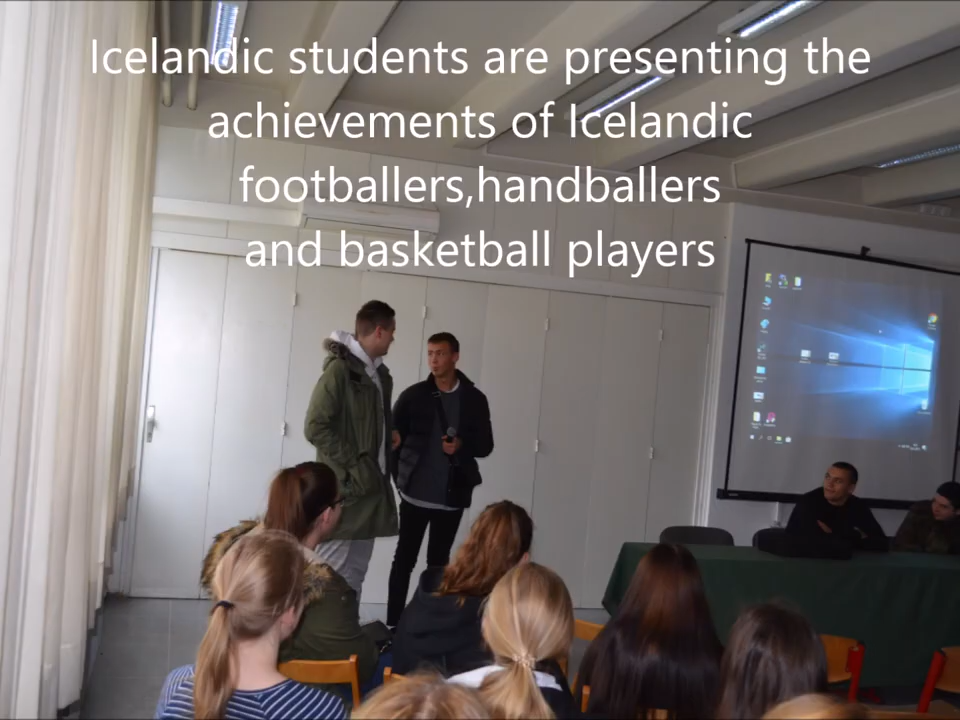 Icelandic students are presenting the
achievements of Icelandic
footballers,handballers
and basketball players